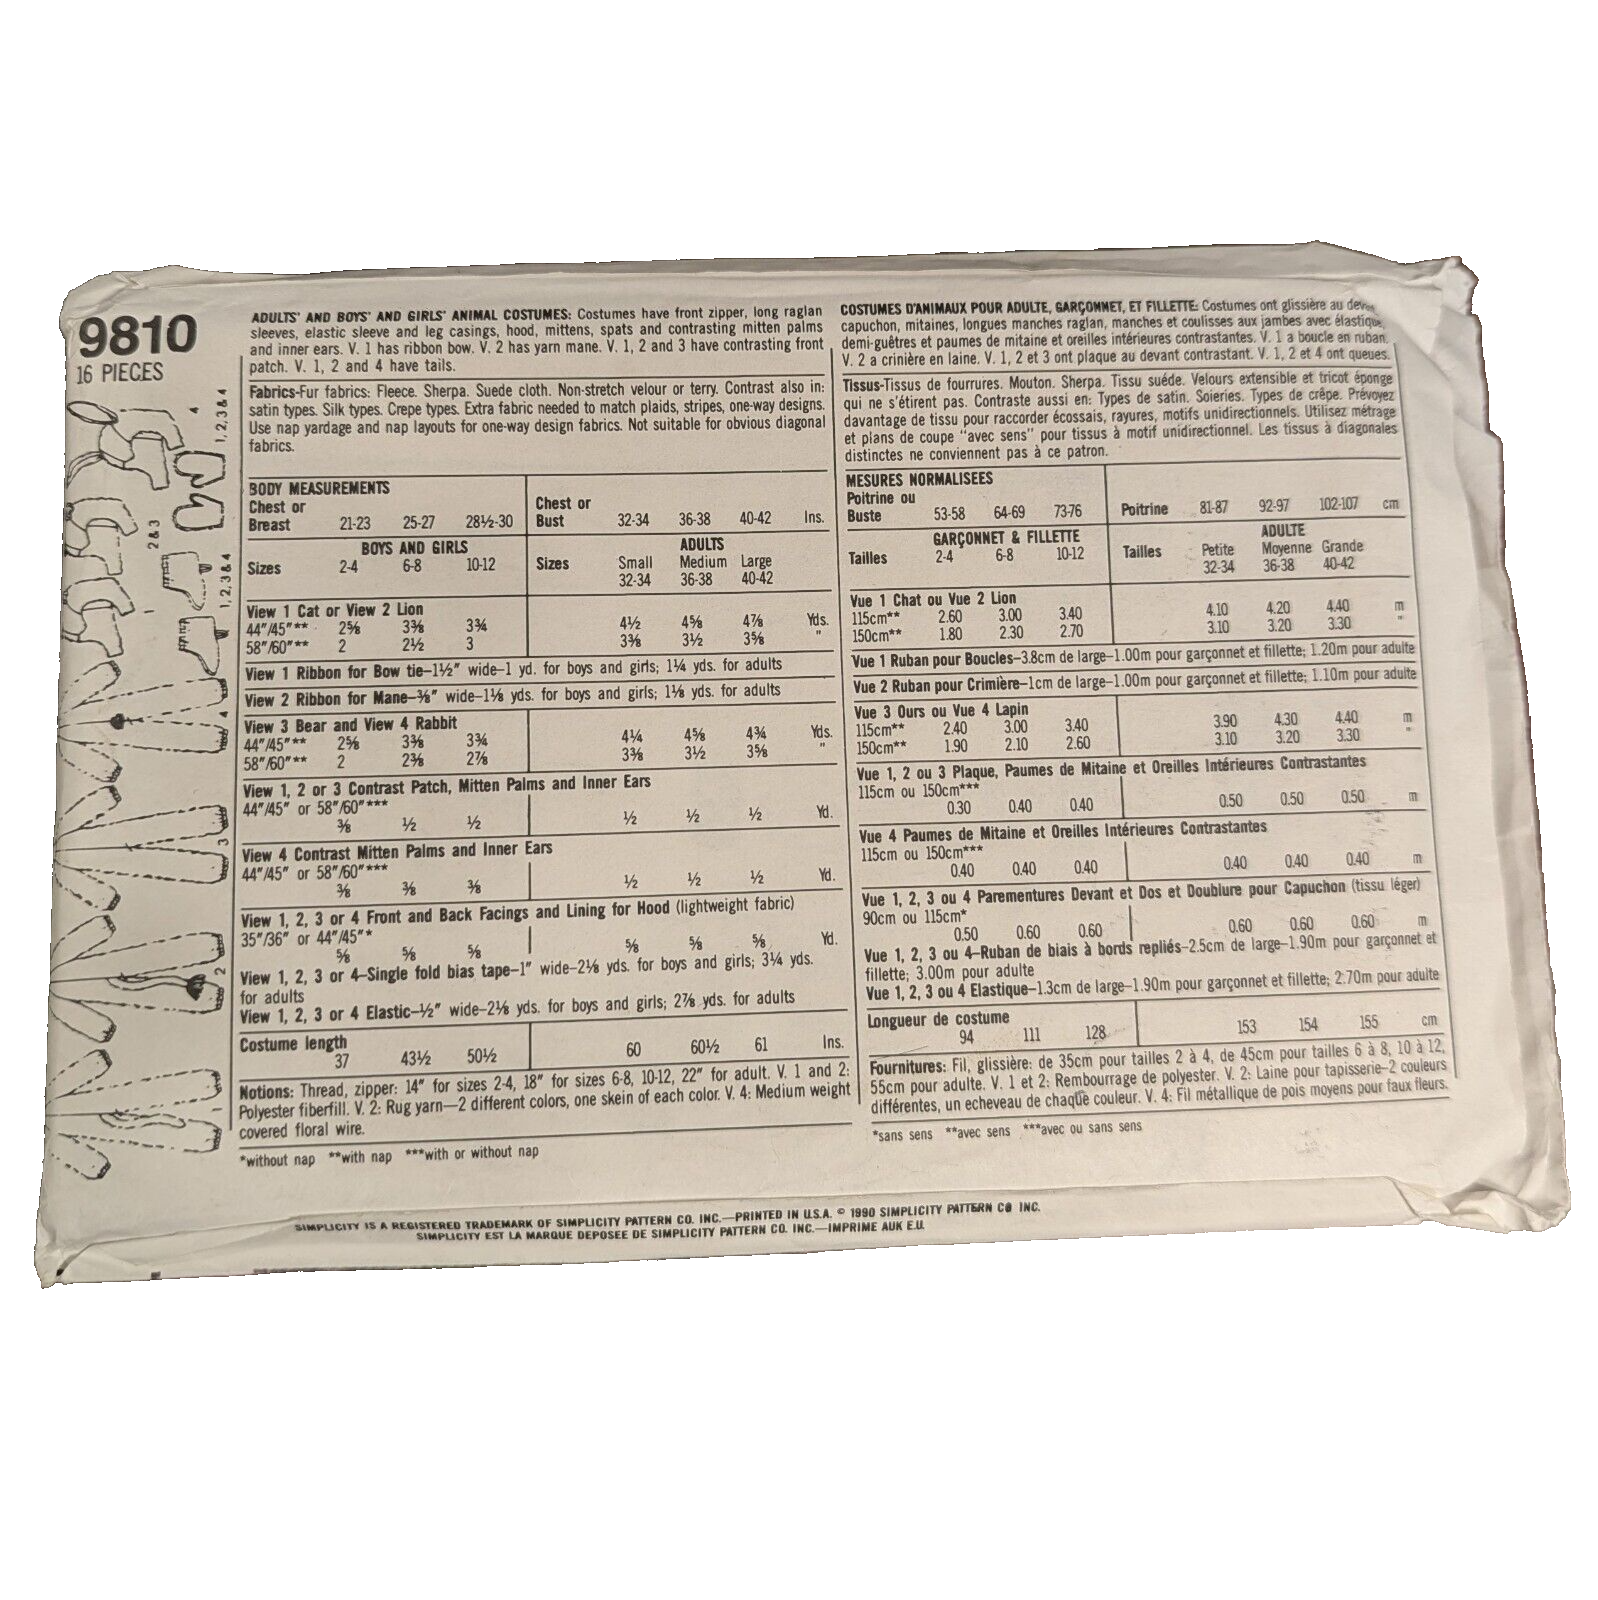 9810
16 PIECES
ADULTS' AND BOYS' AND GIRLS' ANIMAL COSTUMES: Costumes have front zipper, long raglan
sleeves, elastic sleeve and leg casings, hood, mittens, spats and contrasting mitten palms
and inner ears. V. 1 has ribbon bow. V. 2 has yarn mane. V. 1, 2 and 3 have contrasting front
patch. V. 1, 2 and 4 have tails.
Fabrics-Fur fabrics: Fleece. Sherpa. Suede cloth. Non-stretch velour or terry. Contrast also in:
satin types. Silk types. Crepe types. Extra fabric needed to match plaids, stripes, one-way designs.
Use nap yardage and nap layouts for one-way design fabrics. Not suitable for obvious diagonal
fabrics.
BODY MEASUREMENTS
Chest or
Breast 21-23 25-27 28½-30
Chest or
Bust 32-34 36-38 40-42 Ins.
BOYS AND GIRLS
Sizes 2-4 6-8 10-12
ADULTS
Sizes Small Medium Large
32-34 36-38 40-42
View 1 Cat or View 2 Lion
44"/45"** 2⅝ 3⅜ 3¾ 4½ 4⅝ 4⅞ Yds.
58"/60"** 2 2½ 3 3⅜ 3½ 3⅝ "
View 1 Ribbon for Bow tie–1½" wide–1 yd. for boys and girls; 1¼ yds. for adults
View 2 Ribbon for Mane–⅜" wide–1⅛ yds. for boys and girls; 1⅛ yds. for adults
View 3 Bear and View 4 Rabbit
44"/45"** 2⅝ 3⅜ 3¾ 4¼ 4⅝ 4¾ Yds.
58"/60"** 2 2⅜ 2⅞ 3⅜ 3½ 3⅝ "
View 1, 2 or 3 Contrast Patch, Mitten Palms and Inner Ears
44"/45" or 58"/60"***
⅜ ½ ½ ½ ½ ½ Yd.
View 4 Contrast Mitten Palms and Inner Ears
44"/45" or 58"/60"***
⅜ ⅜ ⅜ ½ ½ ½ Yd.
View 1, 2, 3 or 4 Front and Back Facings and Lining for Hood (lightweight fabric)
35"/36" or 44"/45"*
⅝ ⅝ ⅝ ⅝ ⅝ ⅝ Yd.
View 1, 2, 3 or 4–Single fold bias tape–1" wide–2⅛ yds. for boys and girls; 3¼ yds.
for adults
View 1, 2, 3 or 4 Elastic–½" wide–2⅛ yds. for boys and girls; 2⅞ yds. for adults
Costume length
37 43½ 50½ 60 60½ 61 Ins.
Notions: Thread, zipper: 14" for sizes 2-4, 18" for sizes 6-8, 10-12, 22" for adult. V. 1 and 2:
Polyester fiberfill. V. 2: Rug yarn—2 different colors, one skein of each color. V. 4: Medium weight
covered floral wire.
*without nap **with nap ***with or without nap
COSTUMES D'ANIMAUX POUR ADULTE, GARÇONNET, ET FILLETTE: Costumes ont glissière au
capuchon, mitaines, longues manches raglan, manches et coulisses aux jambes avec élastique,
demi-guêtres et paumes de mitaine et oreilles intérieures contrastantes. V. 1 a boucle en ruban.
V. 2 a crinière en laine. V. 1, 2 et 3 ont plaque au devant contrastant. V. 1, 2 et 4 ont queues.
Tissus-Tissus de fourrures. Mouton. Sherpa. Tissu suéde. Velours extensible et tricot éponge
qui ne s'étirent pas. Contraste aussi en: Types de satin. Soieries. Types de crêpe. Prévoyez
davantage de tissu pour raccorder écossais, rayures, motifs unidirectionnels. Utilisez métrage
et plans de coupe "avec sens" pour tissus à motif unidirectionnel. Les tissus à diagonales
distinctes ne conviennent pas à ce patron.
MESURES NORMALISEES
Poitrine ou
Buste 53-58 64-69 73-76
Poitrine 81-87 92-97 102-107 cm
GARÇONNET & FILLETTE
Tailles 2-4 6-8 10-12
ADULTE
Tailles Petite Moyenne Grande
32-34 36-38 40-42
Vue 1 Chat ou Vue 2 Lion
115cm** 2.60 3.00 3.40 4.10 4.20 4.40 m
150cm** 1.80 2.30 2.70 3.10 3.20 3.30 "
Vue 1 Ruban pour Boucles–3.8cm de large–1.00m pour garçonnet et fillette; 1.20m pour adulte
Vue 2 Ruban pour Crimière–1cm de large–1.00m pour garçonnet et fillette; 1.10m pour adulte
Vue 3 Ours ou Vue 4 Lapin
115cm** 2.40 3.00 3.40 3.90 4.30 4.40 m
150cm** 1.90 2.10 2.60 3.10 3.20 3.30 "
Vue 1, 2 ou 3 Plaque, Paumes de Mitaine et Oreilles Intérieures Contrastantes
115cm ou 150cm***
0.30 0.40 0.40 0.50 0.50 0.50 m
Vue 4 Paumes de Mitaine et Oreilles Intérieures Contrastantes
115cm ou 150cm***
0.40 0.40 0.40 0.40 0.40 0.40 m
Vue 1, 2, 3 ou 4 Parementures Devant et Dos et Doublure pour Capuchon (tissu léger)
90cm ou 115cm*
0.50 0.60 0.60 0.60 0.60 0.60 m
Vue 1, 2, 3 ou 4–Ruban de biais à bords repliés–2.5cm de large–1.90m pour garçonnet et
fillette; 3.00m pour adulte
Vue 1, 2, 3 ou 4 Elastique–1.3cm de large–1.90m pour garçonnet et fillette; 2.70m pour adulte
Longueur de costume
94 111 128 153 154 155 cm
Fournitures: Fil, glissière: de 35cm pour tailles 2 à 4, de 45cm pour tailles 6 à 8, 10 à 12,
55cm pour adulte. V. 1 et 2: Rembourrage de polyester. V. 2: Laine pour tapisserie–2 couleurs
différentes, un echeveau de chaque couleur. V. 4: Fil métallique de pois moyens pour faux fleurs.
*sans sens **avec sens ***avec ou sans sens
4
1, 2, 3 & 4
2 & 3
1
1, 2, 3 & 4
4
3
2
SIMPLICITY IS A REGISTERED TRADEMARK OF SIMPLICITY PATTERN CO. INC.—PRINTED IN U.S.A. © 1990 SIMPLICITY PATTERN CO INC.
SIMPLICITY EST LA MARQUE DEPOSEE DE SIMPLICITY PATTERN CO. INC.—IMPRIME AUX E.U.